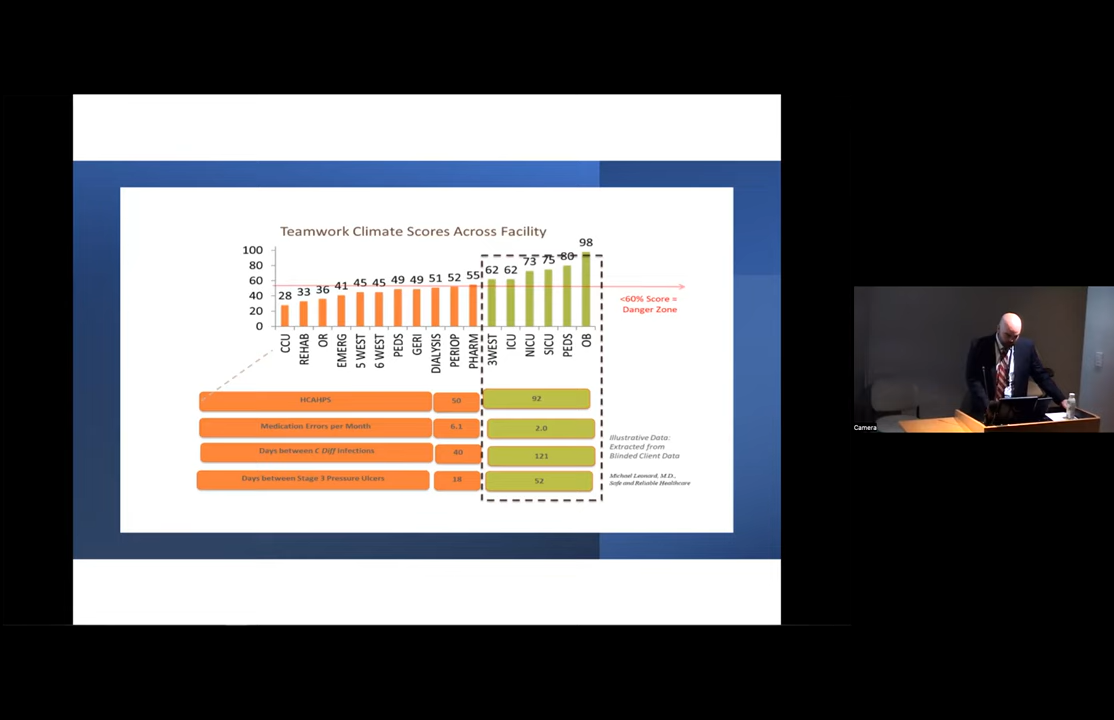 Teamwork Climate Scores Across Facility
100
80
60
40
20
0
28 33 36 41 45 45 49 49 51 52 55 62 62 73 75 80 98
CCU REHAB OR EMERG 5 WEST 6 WEST PEDS GERI DIALYSIS PERIOP PHARM 3WEST ICU NICU SICU PEDS OB
<60% Score =
Danger Zone
HCAHPS 50 92
Medication Errors per Month 6.1 2.0
Days between C Diff Infections 40 121
Days between Stage 3 Pressure Ulcers 18 52
Illustrative Data:
Extracted from
Blinded Client Data
Michael Leonard, M.D.,
Safe and Reliable Healthcare
Camera